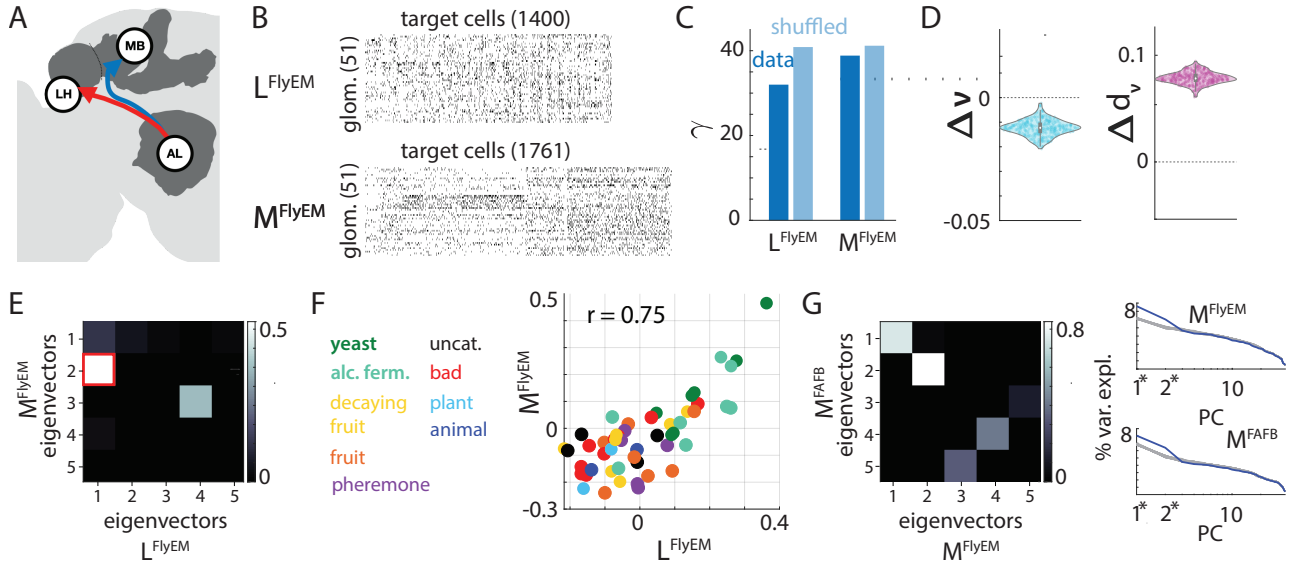 A
MB
LH
AL
B
target cells (1400)
L^FlyEM
glom. (51)
target cells (1761)
M^FlyEM
glom. (51)
C
shuffled
data
40
20
0
γ
L^FlyEM
M^FlyEM
D
Δν
0
-0.05
Δd_ν
0.1
0
E
M^FlyEM
eigenvectors
1
2
3
4
5
1 2 3 4 5
eigenvectors
L^FlyEM
0.5
0
F
yeast
alc. ferm.
decaying
fruit
fruit
pheremone
uncat.
bad
plant
animal
r = 0.75
M^FlyEM
0.5
0
-0.3
0
0.4
L^FlyEM
G
M^FAFB
eigenvectors
1
2
3
4
5
1 2 3 4 5
eigenvectors
M^FlyEM
0.8
0
% var. expl.
8
M^FlyEM
1* 2* 10
PC
8
M^FAFB
1* 2* 10
PC